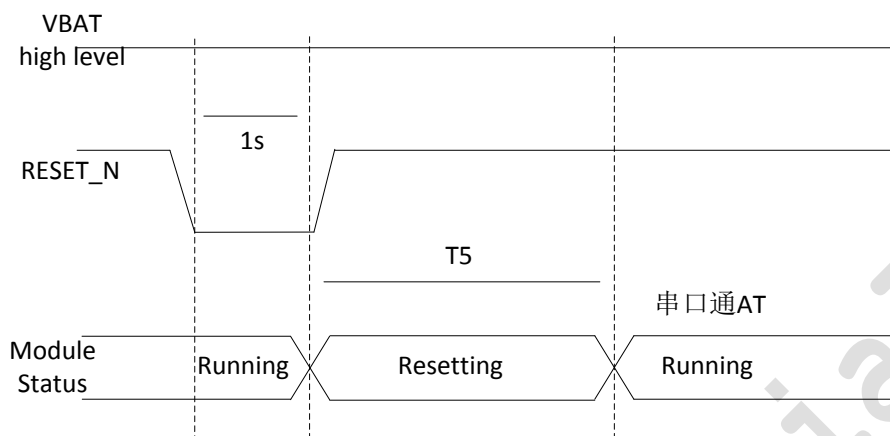 VBAT
high level
1s
RESET_N
T5
串口通AT
Module
Status
Running
Resetting
Running